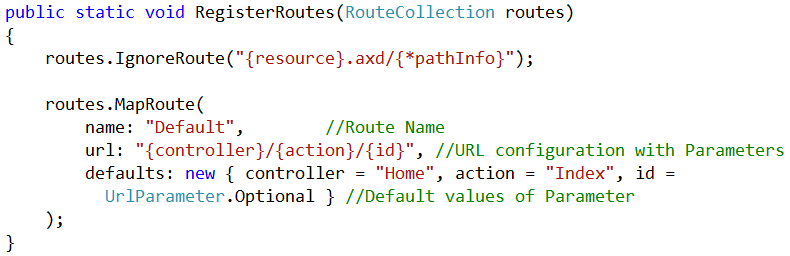 public static void RegisterRoutes(RouteCollection routes)
{
    routes.IgnoreRoute("{resource}.axd/{*pathInfo}");

    routes.MapRoute(
        name: "Default",        //Route Name
        url: "{controller}/{action}/{id}", //URL configuration with Parameters
        defaults: new { controller = "Home", action = "Index", id =
          UrlParameter.Optional } //Default values of Parameter
    );
}